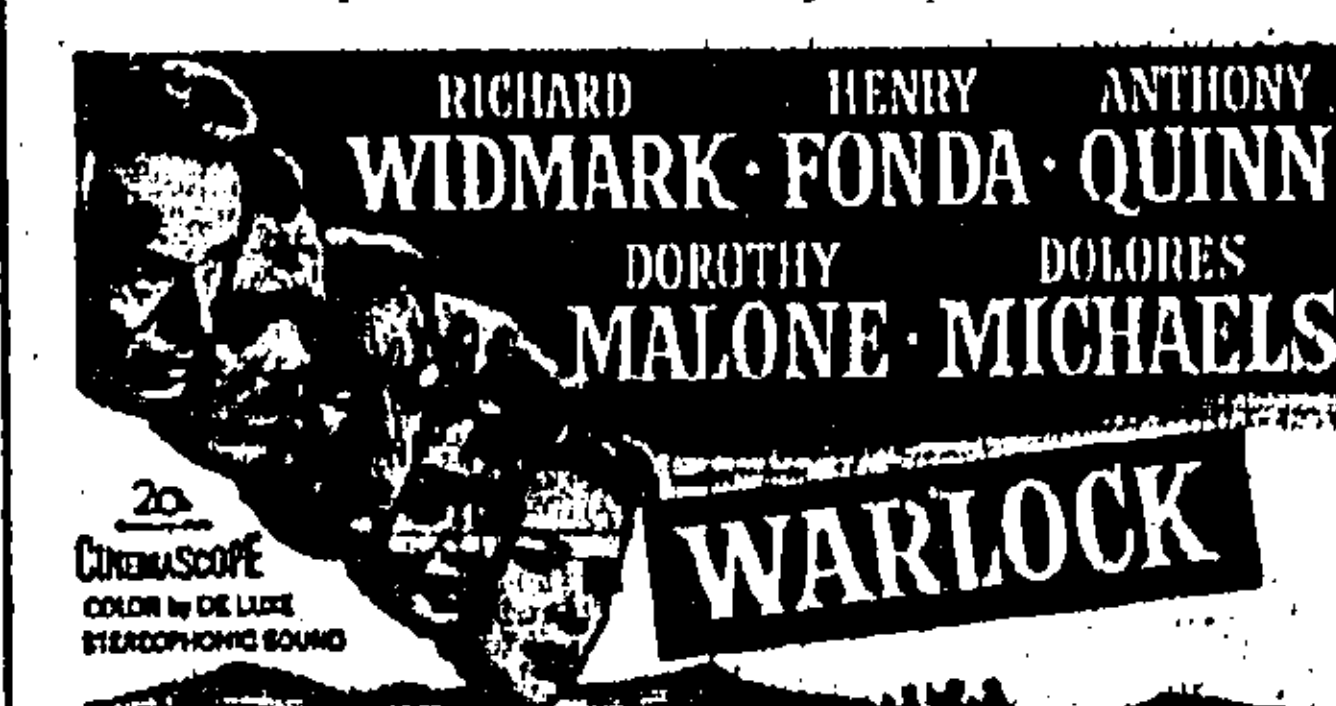 RICHARD HENRY ANTHONY
WIDMARK · FONDA · QUINN
DOROTHY DOLORES
MALONE · MICHAELS
WARLOCK
20
CINEMASCOPE
COLOR by DE LUXE
STEREOPHONIC SOUND